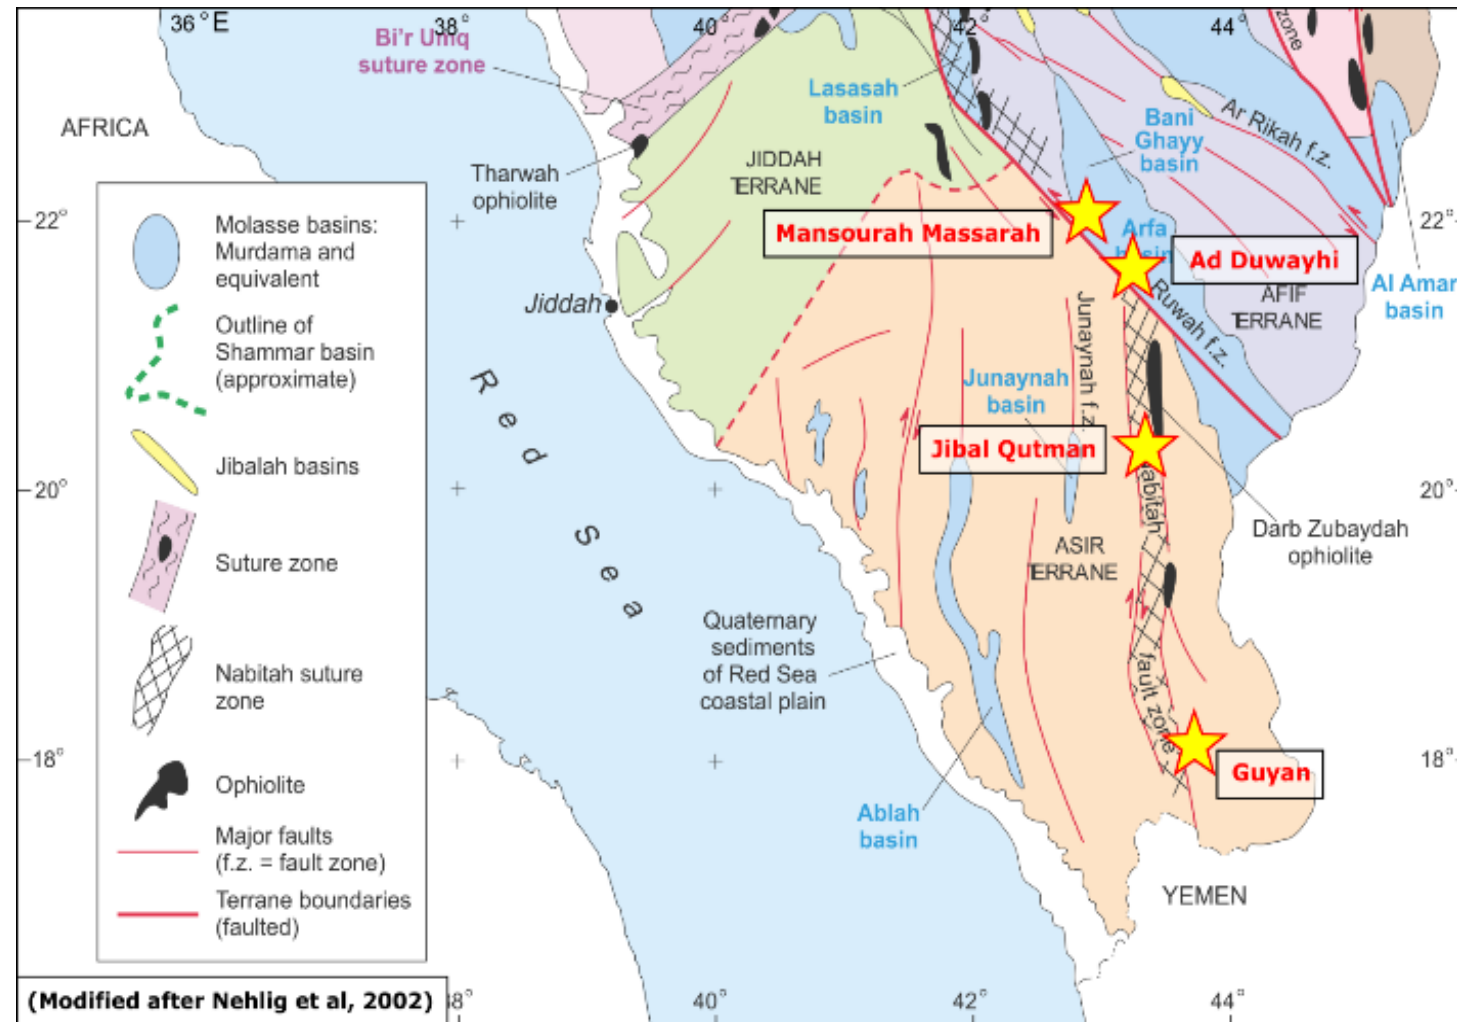 36° E
38°
40°
42°
44°
Bi'r Umq
suture zone
zone
AFRICA
Lasasah
basin
Bani
Ghayy
basin
Ar Rikah f.z.
Tharwah
ophiolite
JIDDAH
TERRANE
22°
22°
Mansourah Massarah
Arfa
Ad Duwayhi
Al Amar
basin
AFIF
TERRANE
Ruwah f.z.
Jiddah
Junaynah f.z.
Junaynah
basin
Red Sea
Jibal Qutman
20°
20°
Darb Zubaydah
ophiolite
ASIR
TERRANE
fault zone
Quaternary
sediments
of Red Sea
coastal plain
18°
18°
Guyan
Ablah
basin
YEMEN
Molasse basins:
Murdama and
equivalent
Outline of
Shammar basin
(approximate)
Jibalah basins
Suture zone
Nabitah suture
zone
Ophiolite
Major faults
(f.z. = fault zone)
Terrane boundaries
(faulted)
(Modified after Nehlig et al, 2002)
38°
40°
42°
44°